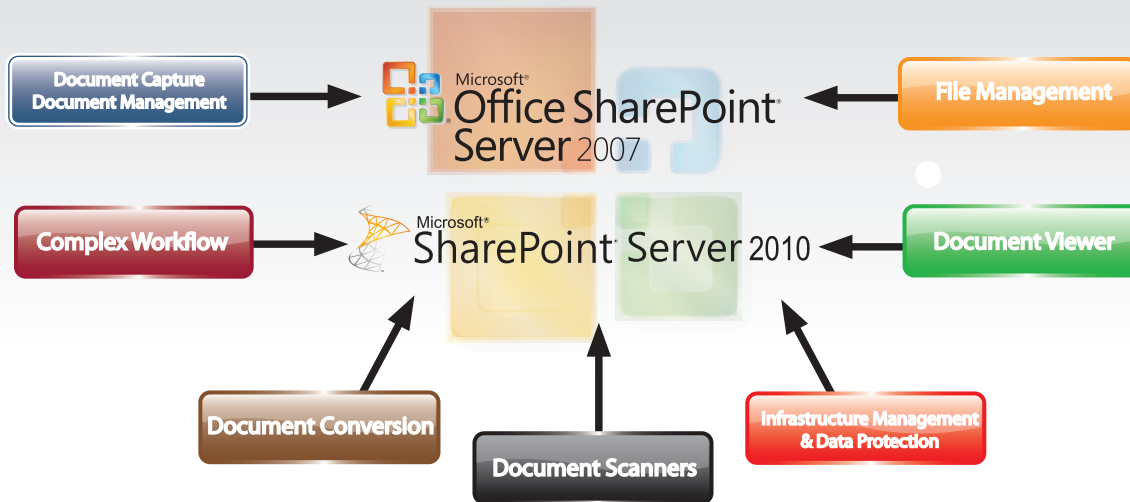 Document Capture
Document Management
Microsoft®
Office SharePoint®
Server 2007
File Management
Complex Workflow
Microsoft®
SharePoint® Server 2010
Document Viewer
Document Conversion
Document Scanners
Infrastructure Management
& Data Protection